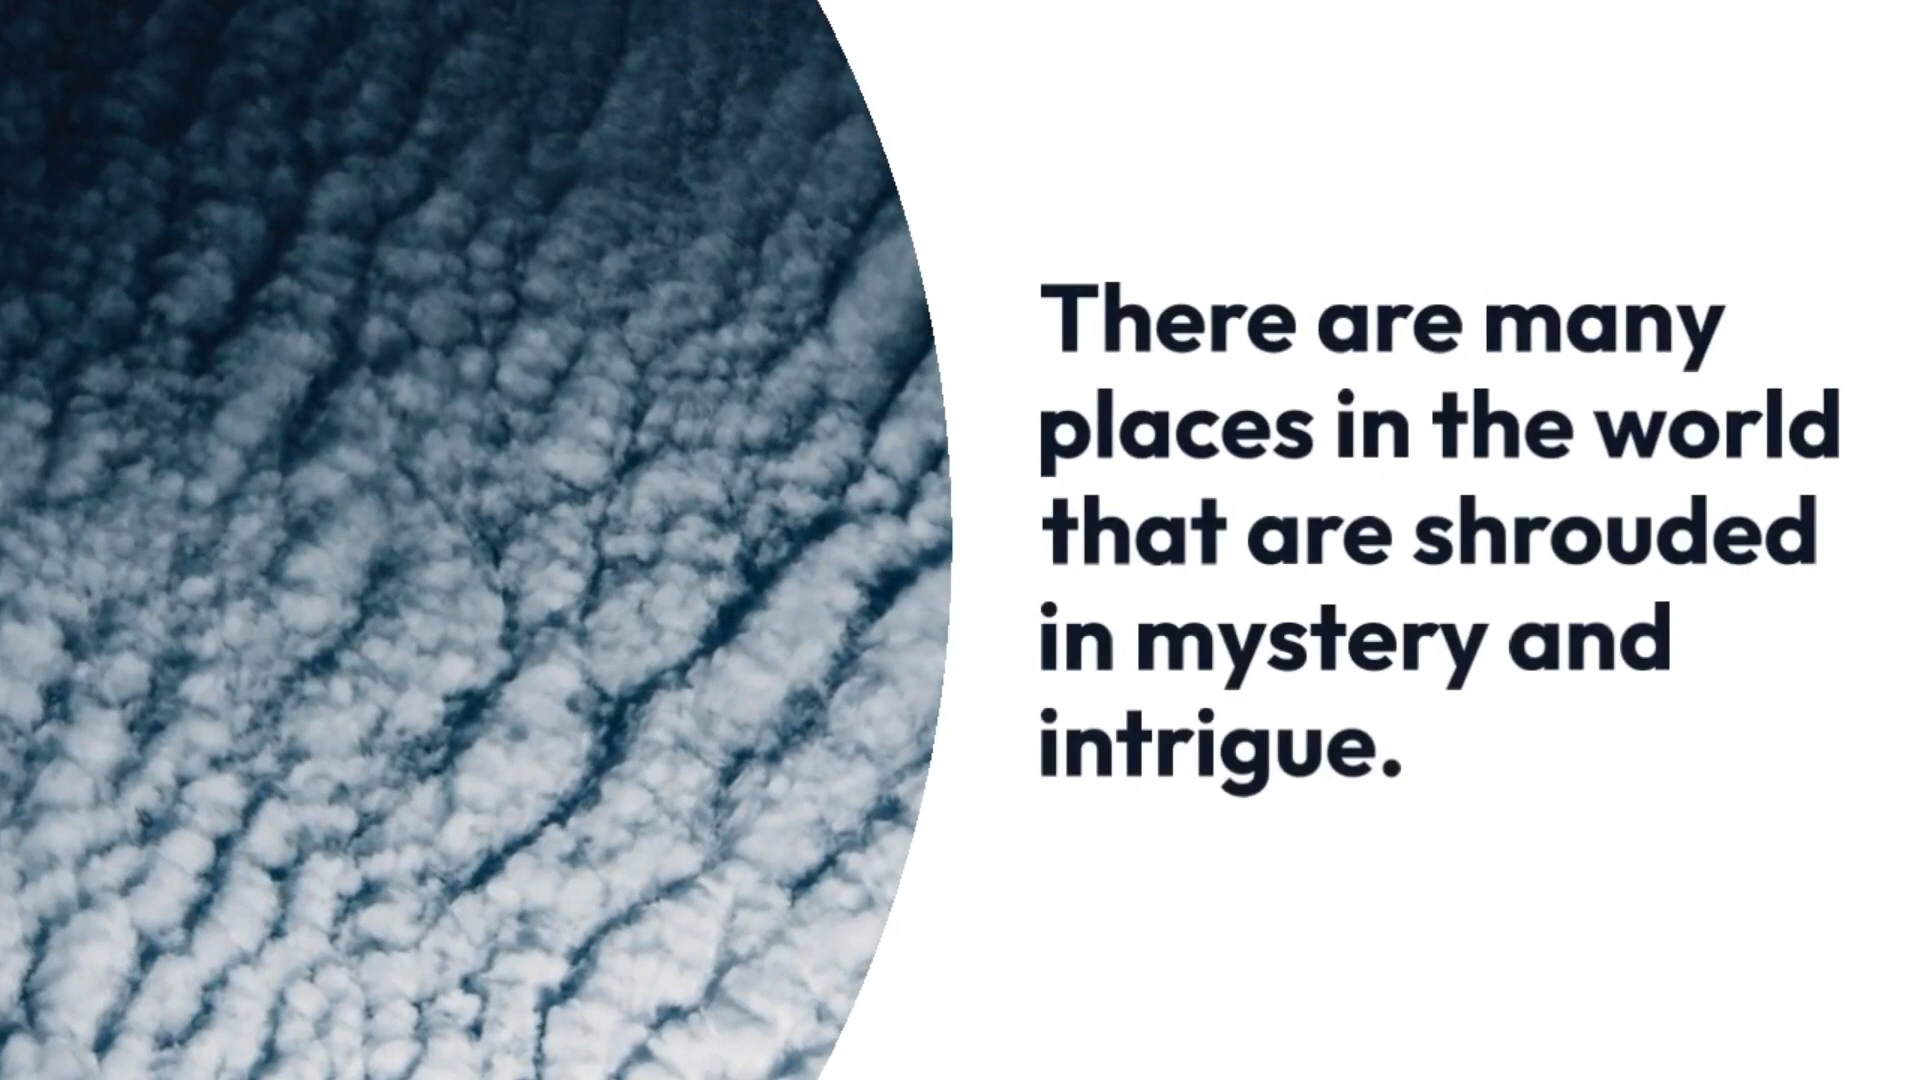 There are many
places in the world
that are shrouded
in mystery and
intrigue.